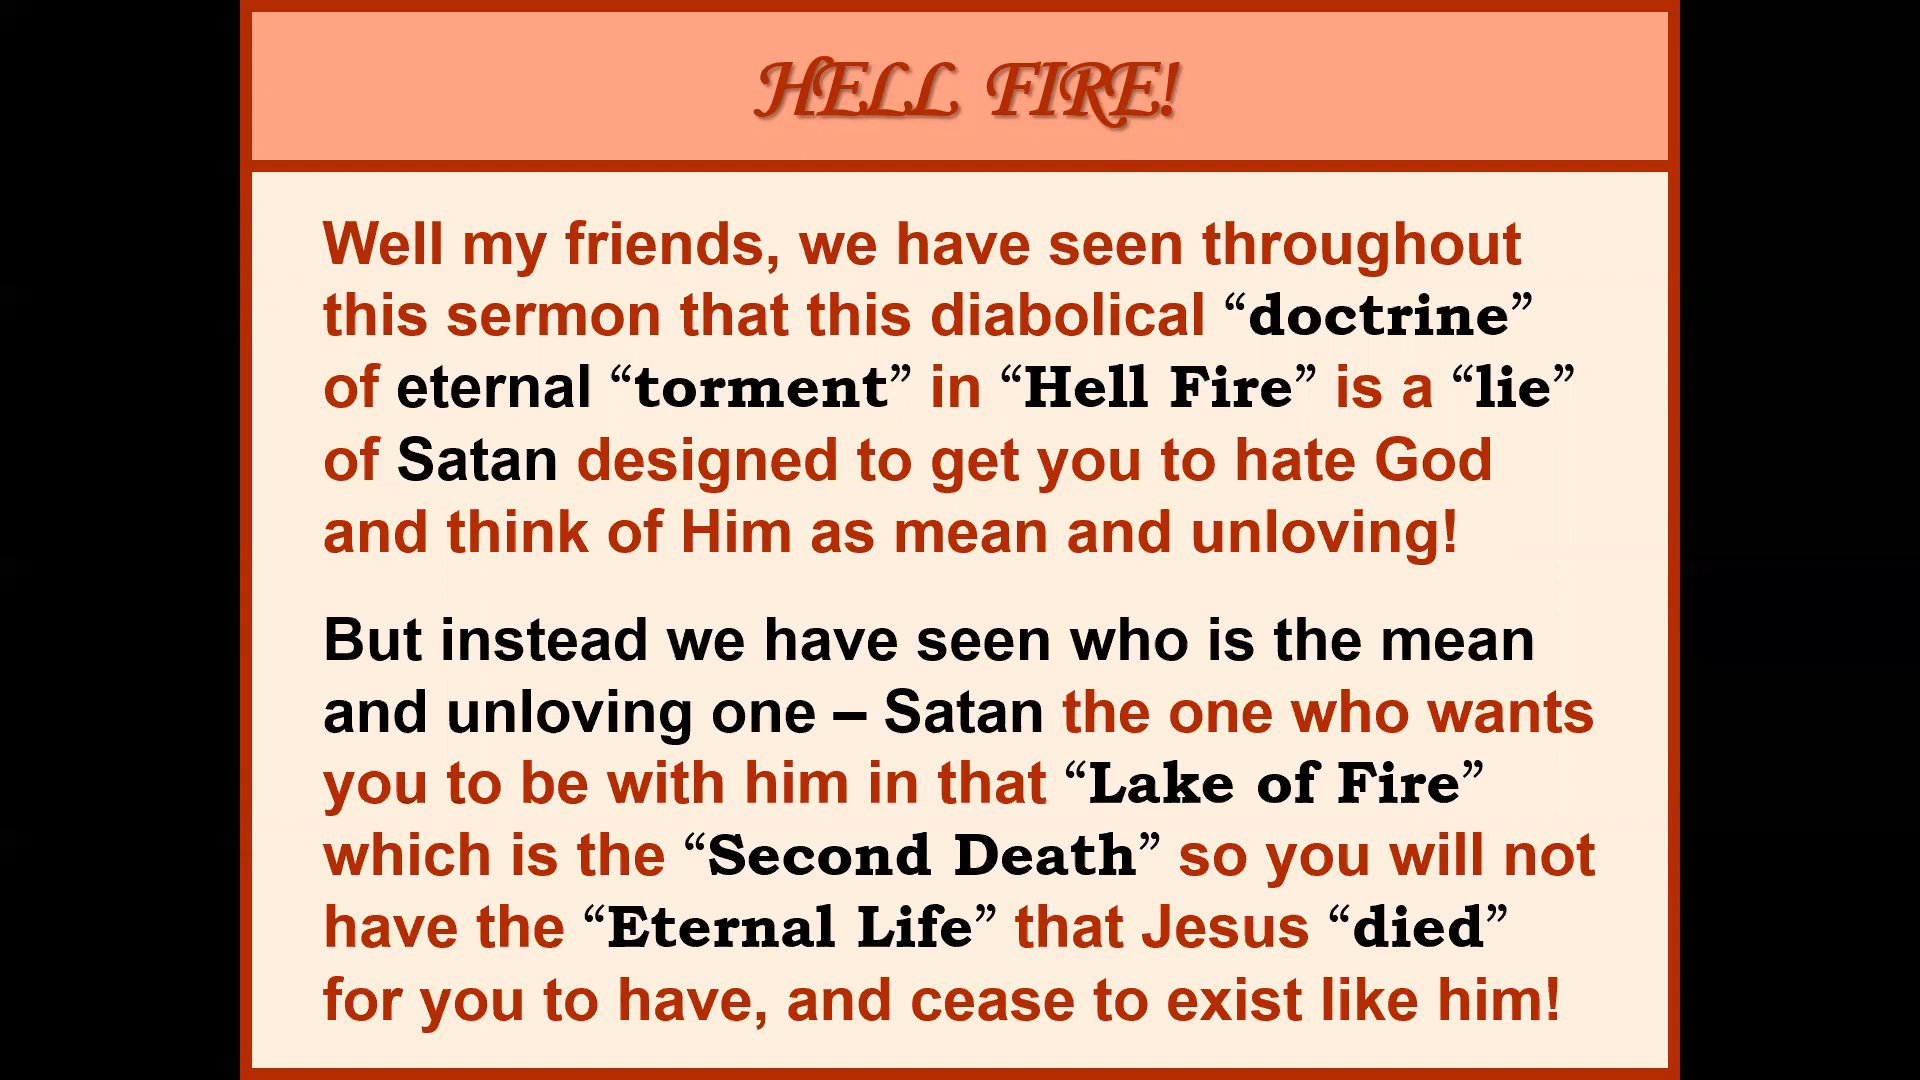 HELL FIRE!
Well my friends, we have seen throughout
this sermon that this diabolical “doctrine”
of eternal “torment” in “Hell Fire” is a “lie”
of Satan designed to get you to hate God
and think of Him as mean and unloving!
But instead we have seen who is the mean
and unloving one – Satan the one who wants
you to be with him in that “Lake of Fire”
which is the “Second Death” so you will not
have the “Eternal Life” that Jesus “died”
for you to have, and cease to exist like him!